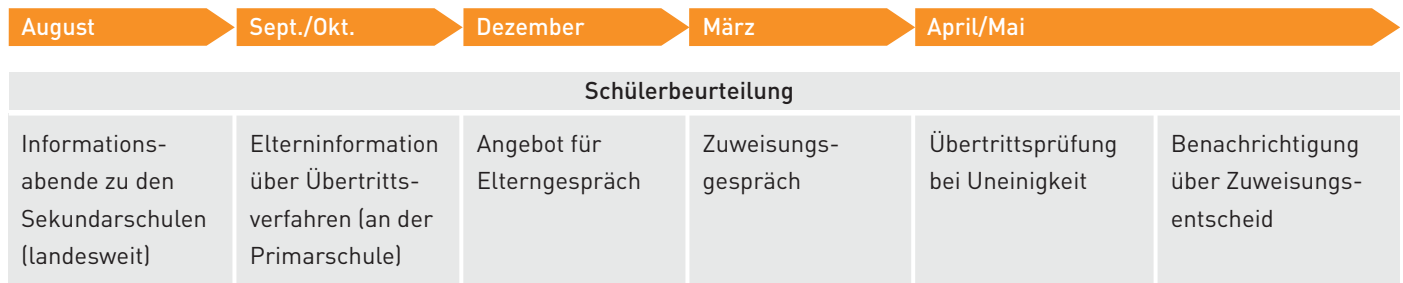 August
Sept./Okt.
Dezember
März
April/Mai
Schülerbeurteilung
Informations-
abende zu den
Sekundarschulen
(landesweit)
Elterninformation
über Übertritts-
verfahren (an der
Primarschule)
Angebot für
Elterngespräch
Zuweisungs-
gespräch
Übertrittsprüfung
bei Uneinigkeit
Benachrichtigung
über Zuweisungs-
entscheid